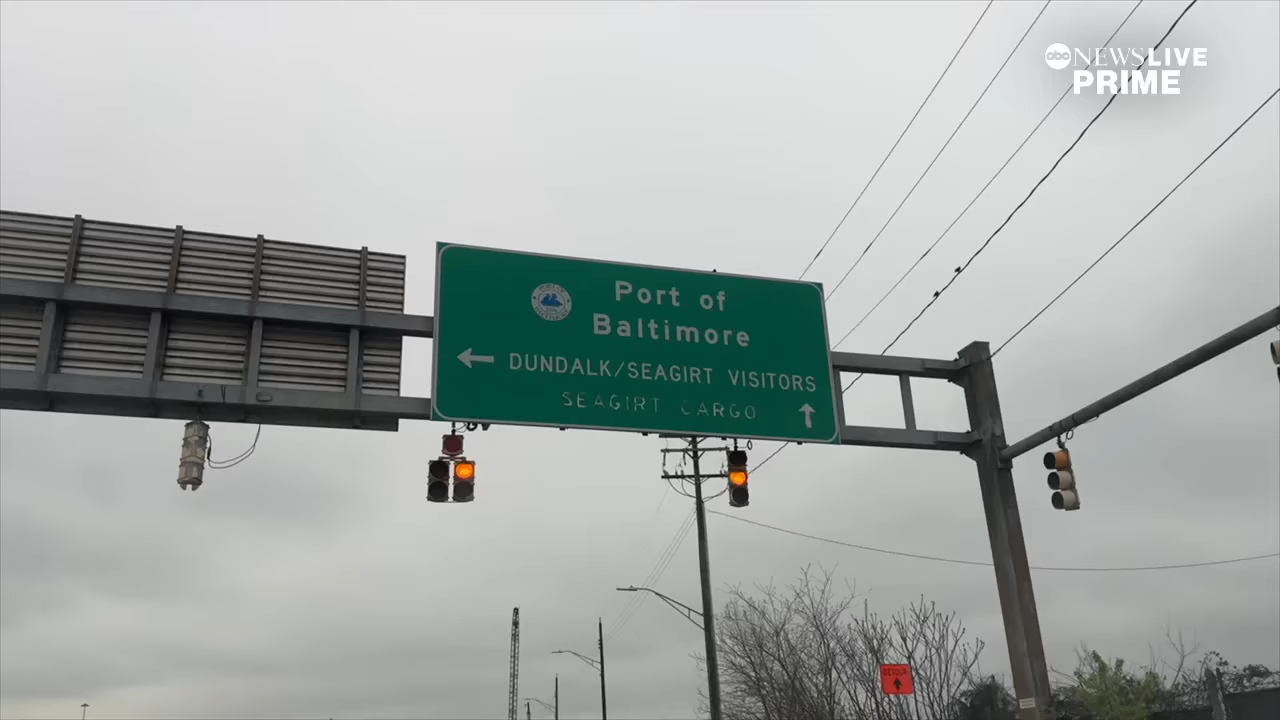 abc NEWS LIVE
PRIME
Port of
Baltimore
DUNDALK/SEAGIRT VISITORS
SEAGIRT CARGO
DETOUR